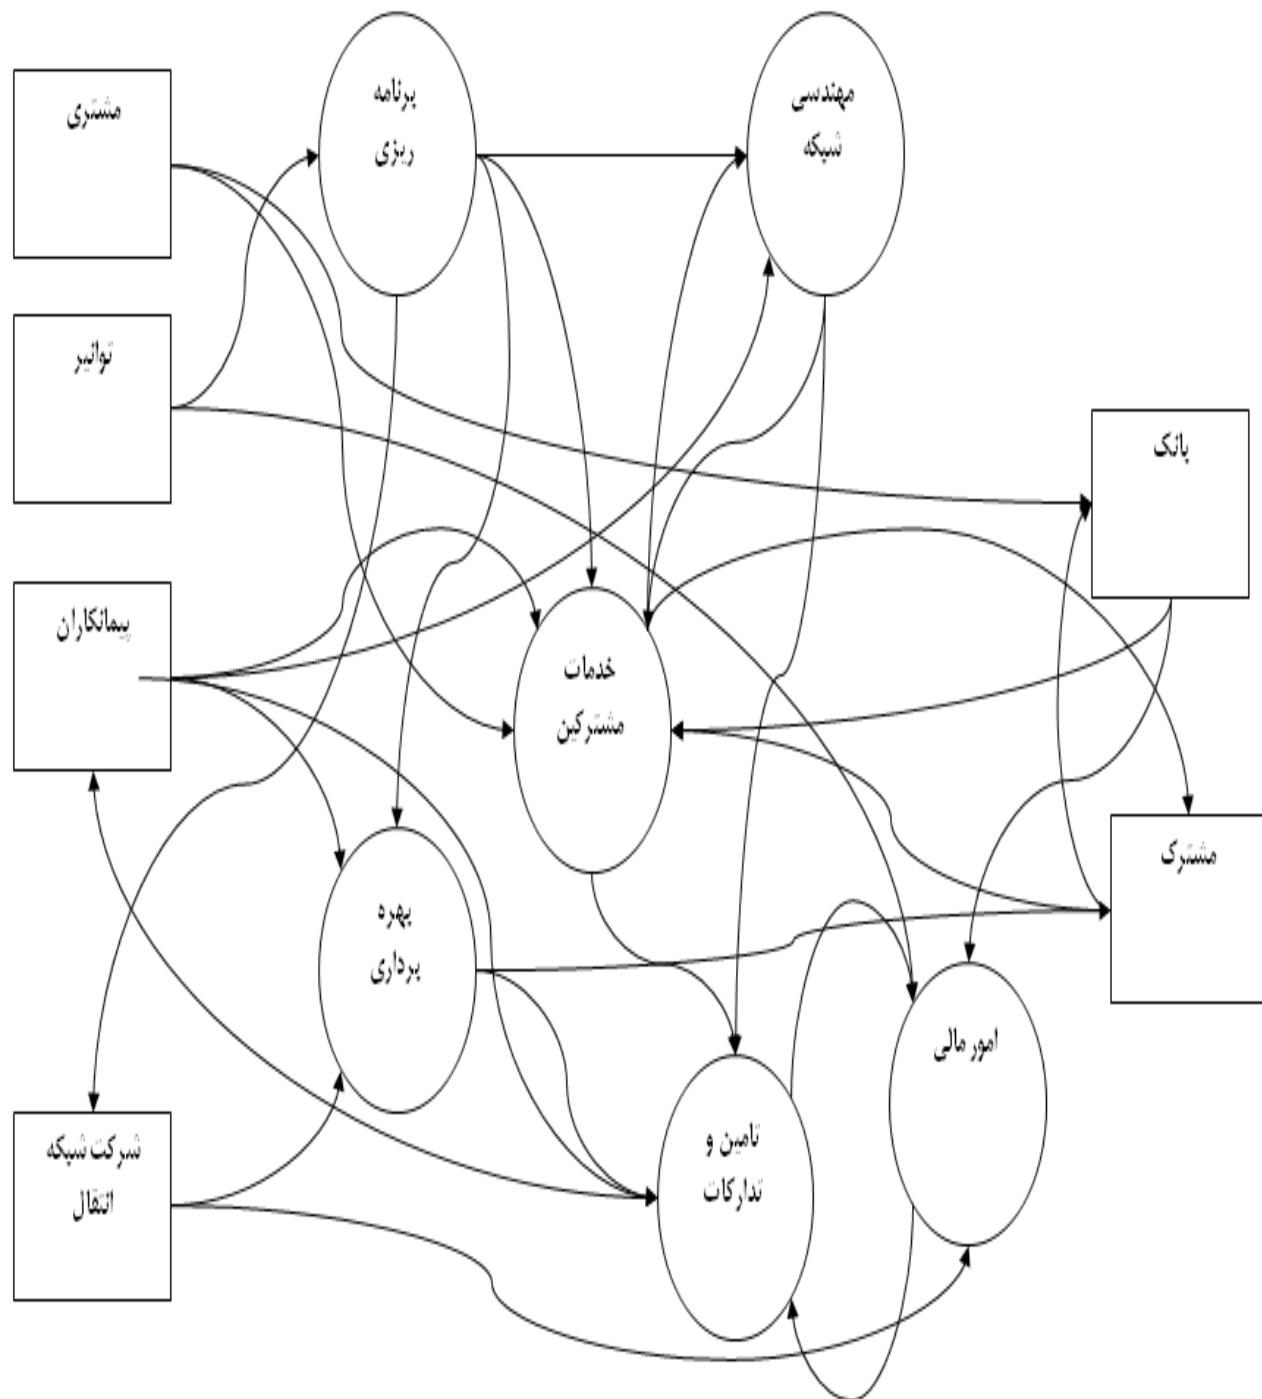 مشتری
برنامه
ریزی
مهندسی
شبکه
توانیر
بانک
پیمانکاران
خدمات
مشترکین
مشترک
بهره
برداری
امور مالی
تامین و
تدارکات
شرکت شبکه
انتقال